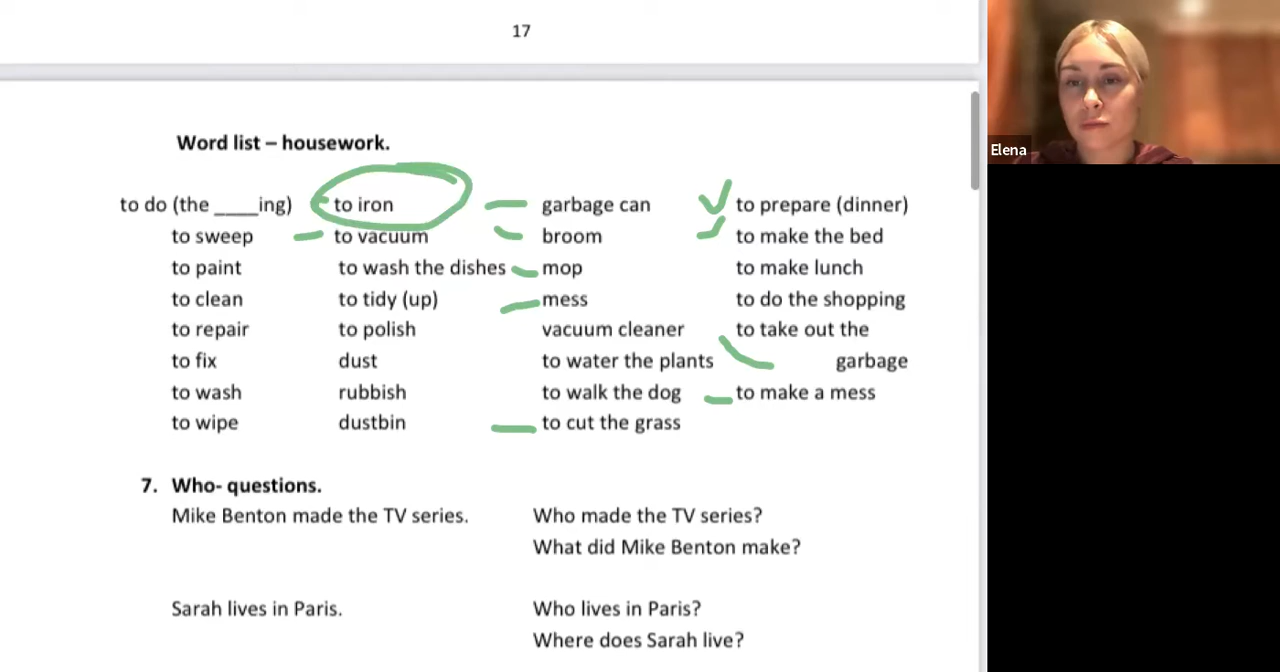 17
Elena
Word list – housework.
to do (the ____ing) to iron garbage can to prepare (dinner)
to sweep to vacuum broom to make the bed
to paint to wash the dishes mop to make lunch
to clean to tidy (up) mess to do the shopping
to repair to polish vacuum cleaner to take out the
to fix dust to water the plants garbage
to wash rubbish to walk the dog to make a mess
to wipe dustbin to cut the grass
7. Who- questions.
Mike Benton made the TV series. Who made the TV series?
What did Mike Benton make?
Sarah lives in Paris. Who lives in Paris?
Where does Sarah live?